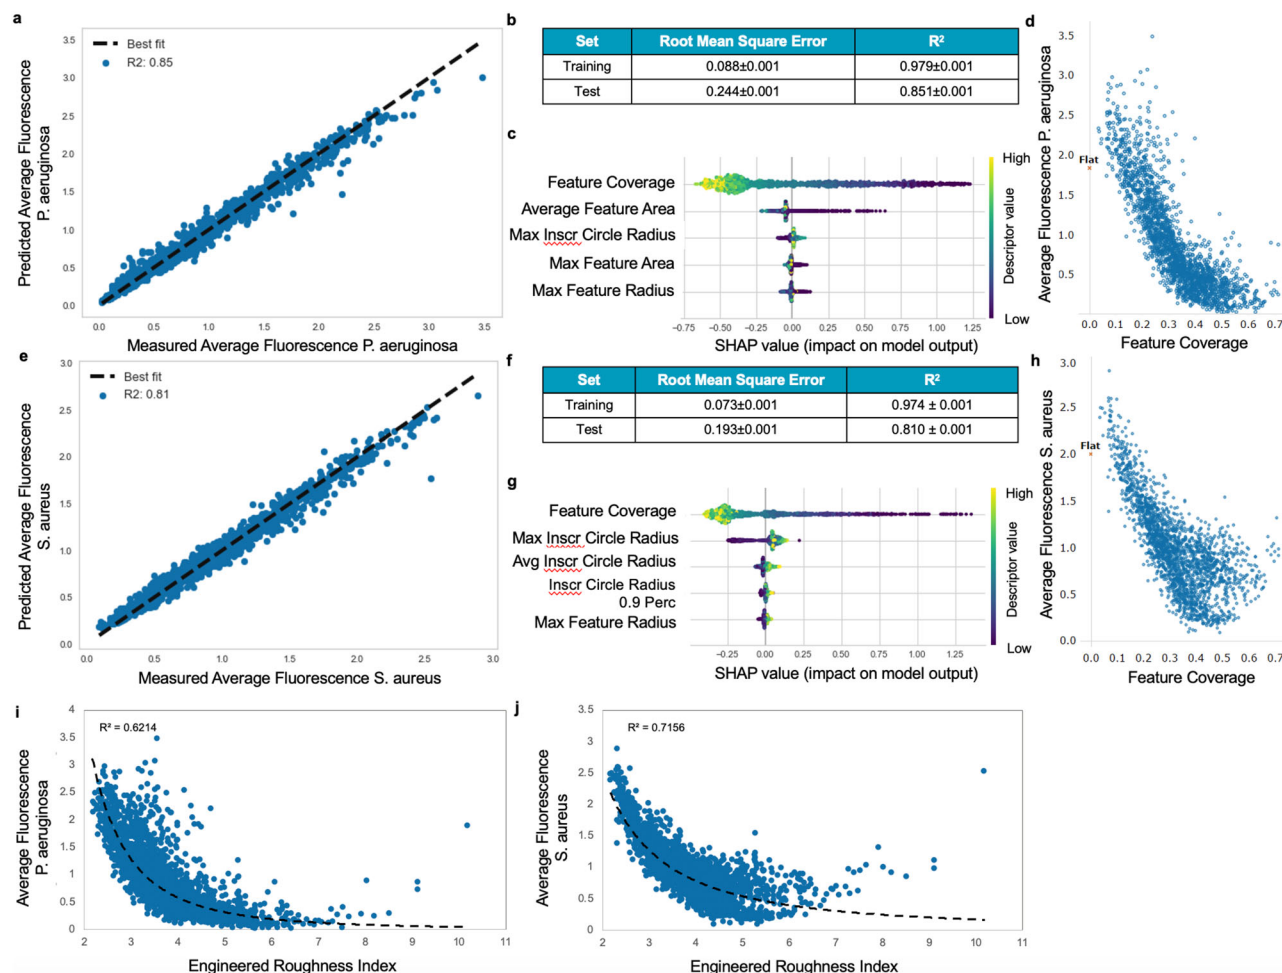 a
Predicted Average Fluorescence
P. aeruginosa
3.5
3.0
2.5
2.0
1.5
1.0
0.5
0.0
Best fit
R2: 0.85
0.0 0.5 1.0 1.5 2.0 2.5 3.0 3.5
Measured Average Fluorescence P. aeruginosa
b
Set Root Mean Square Error R²
Training 0.088±0.001 0.979±0.001
Test 0.244±0.001 0.851±0.001
c
Feature Coverage
Average Feature Area
Max Inscr Circle Radius
Max Feature Area
Max Feature Radius
−0.75 −0.50 −0.25 0.00 0.25 0.50 0.75 1.00 1.25
SHAP value (impact on model output)
High
Descriptor value
Low
d
Average Fluorescence P. aeruginosa
3.5
3.0
2.5
2.0
Flat
1.5
1.0
0.5
0.0 0.1 0.2 0.3 0.4 0.5 0.6 0.7
Feature Coverage
e
Predicted Average Fluorescence
S. aureus
3.0
2.5
2.0
1.5
1.0
0.5
0.0
Best fit
R2: 0.81
0.0 0.5 1.0 1.5 2.0 2.5 3.0
Measured Average Fluorescence S. aureus
f
Set Root Mean Square Error R²
Training 0.073±0.001 0.974 ± 0.001
Test 0.193±0.001 0.810 ± 0.001
g
Feature Coverage
Max Inscr Circle Radius
Avg Inscr Circle Radius
Inscr Circle Radius
0.9 Perc
Max Feature Radius
−0.25 0.00 0.25 0.50 0.75 1.00 1.25
SHAP value (impact on model output)
High
Descriptor value
Low
h
Average Fluorescence S. aureus
3.0
2.5
Flat
2.0
1.5
1.0
0.5
0.0
0.0 0.1 0.2 0.3 0.4 0.5 0.6 0.7
Feature Coverage
i
Average Fluorescence
P. aeruginosa
4
3.5
3
2.5
2
1.5
1
0.5
0
R² = 0.6214
2 3 4 5 6 7 8 9 10 11
Engineered Roughness Index
j
Average Fluorescence
S. aureus
3.5
3
2.5
2
1.5
1
0.5
0
R² = 0.7156
2 3 4 5 6 7 8 9 10 11
Engineered Roughness Index